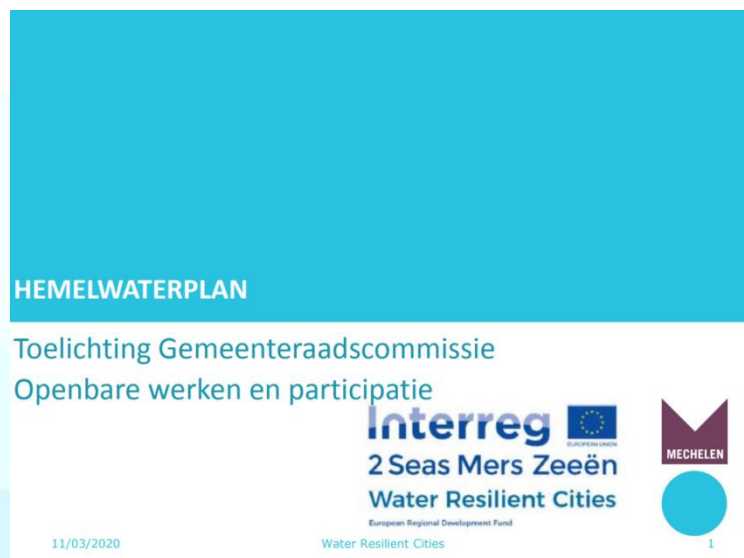 HEMELWATERPLAN
Toelichting Gemeenteraadscommissie
Openbare werken en participatie
Interreg
EUROPEAN UNION
2 Seas Mers Zeeën
Water Resilient Cities
European Regional Development Fund
MECHELEN
11/03/2020
Water Resilient Cities
1